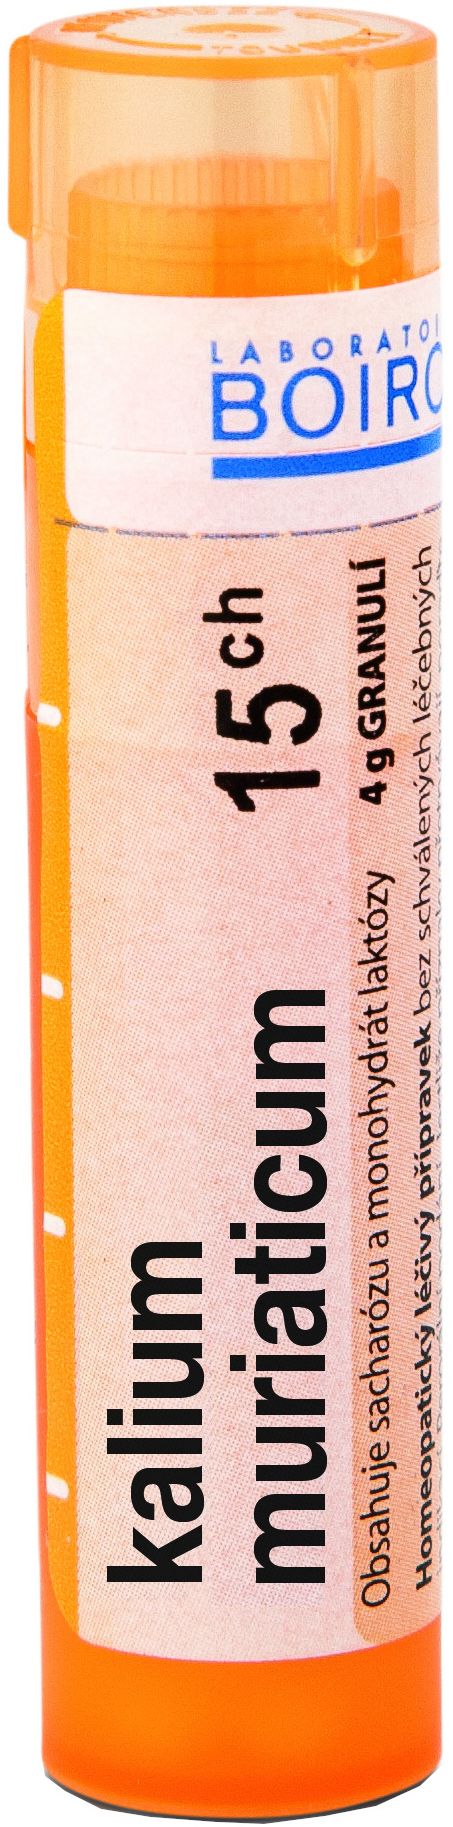 LABORATOI
BOIRO
kalium
muriaticum 15 ch
Obsahuje sacharózu a monohydrát laktózy 4 g GRANULÍ
Homeopatický léčivý přípravek bez schválených léčebných